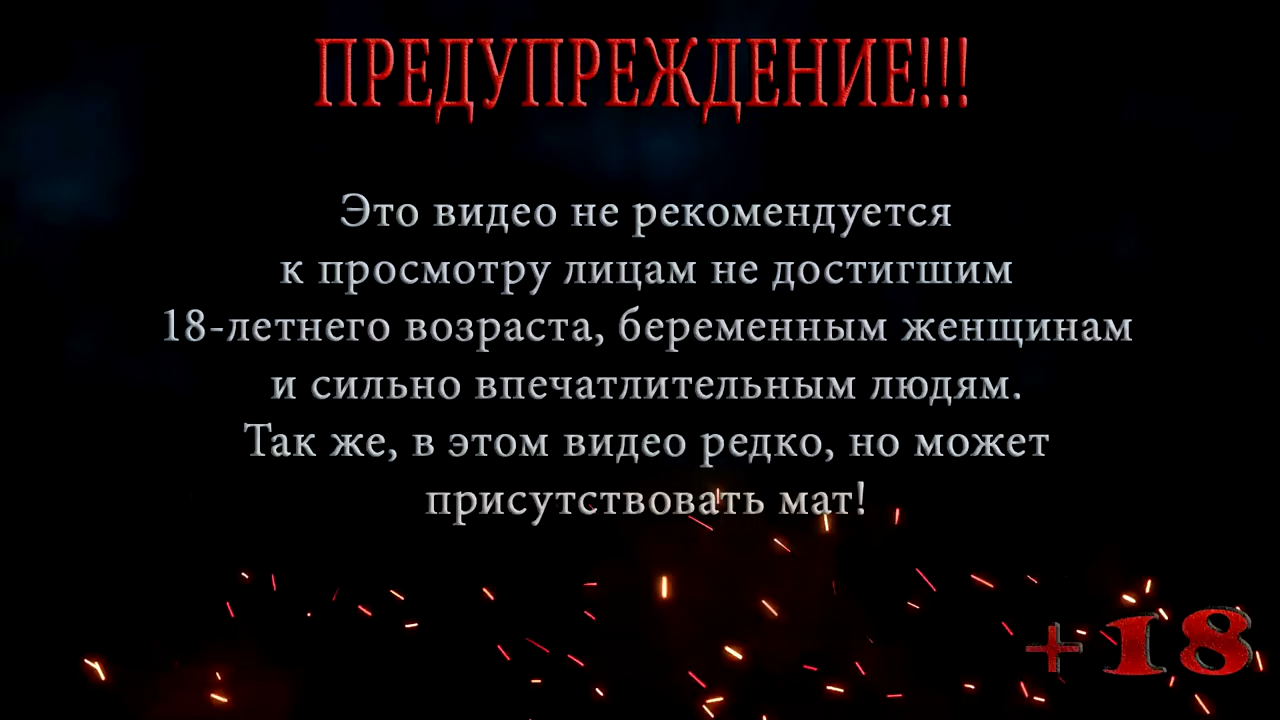 ПРЕДУПРЕЖДЕНИЕ!!!
Это видео не рекомендуется
к просмотру лицам не достигшим
18-летнего возраста, беременным женщинам
и сильно впечатлительным людям.
Так же, в этом видео редко, но может
присутствовать мат!
+18